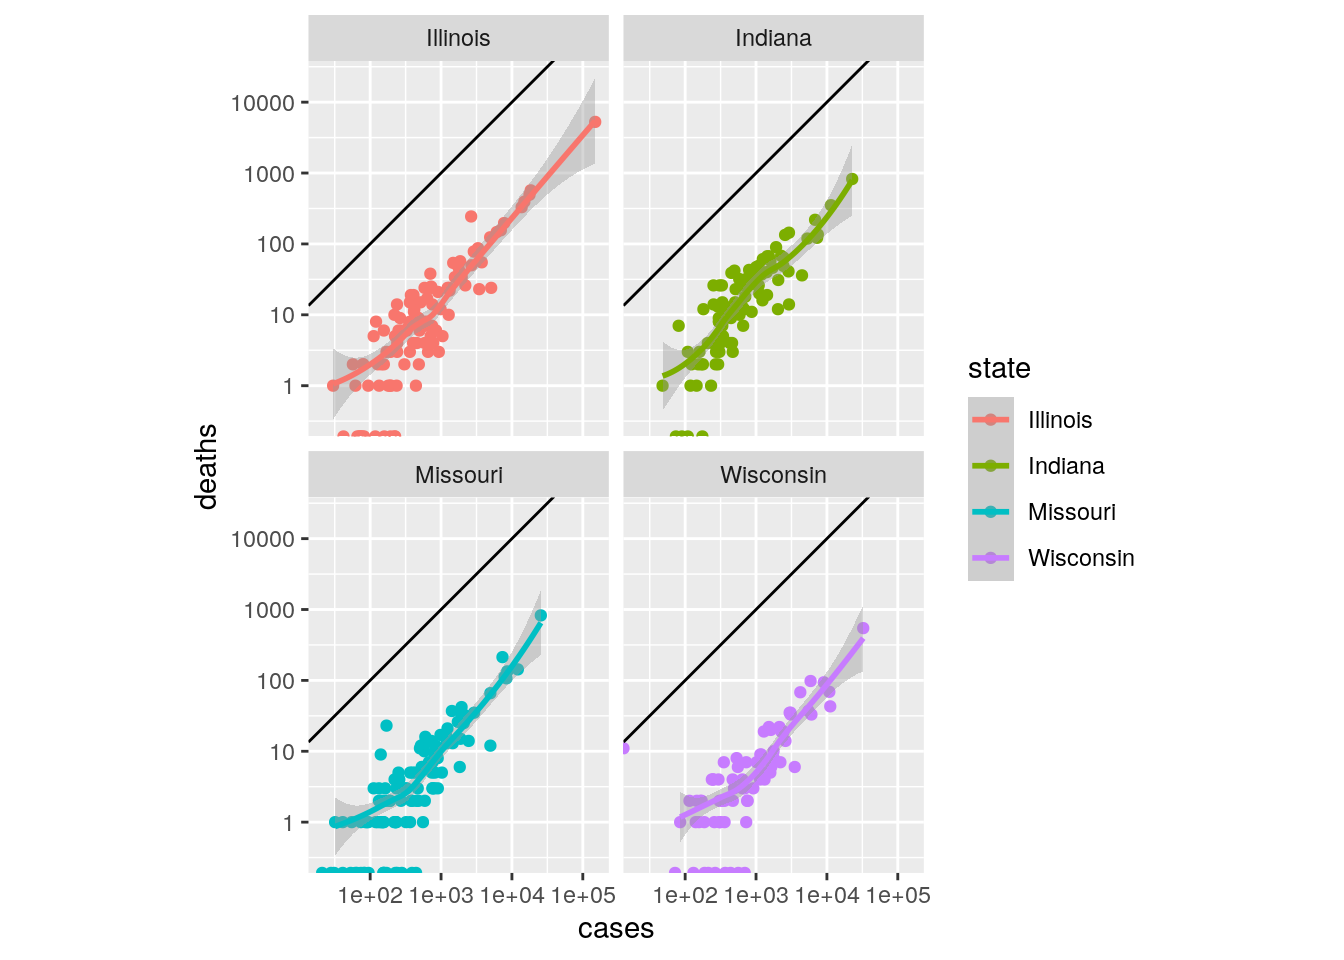 Illinois Indiana
10000
1000
100
10
1
deaths
Missouri Wisconsin
10000
1000
100
10
1
1e+02 1e+03 1e+04 1e+05 1e+02 1e+03 1e+04 1e+05
cases
state
Illinois
Indiana
Missouri
Wisconsin